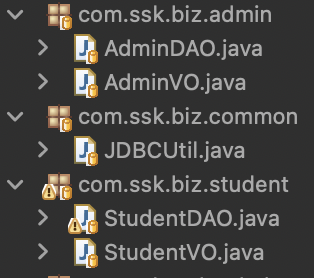 com.ssk.biz.admin
AdminDAO.java
AdminVO.java
com.ssk.biz.common
JDBCUtil.java
com.ssk.biz.student
StudentDAO.java
StudentVO.java